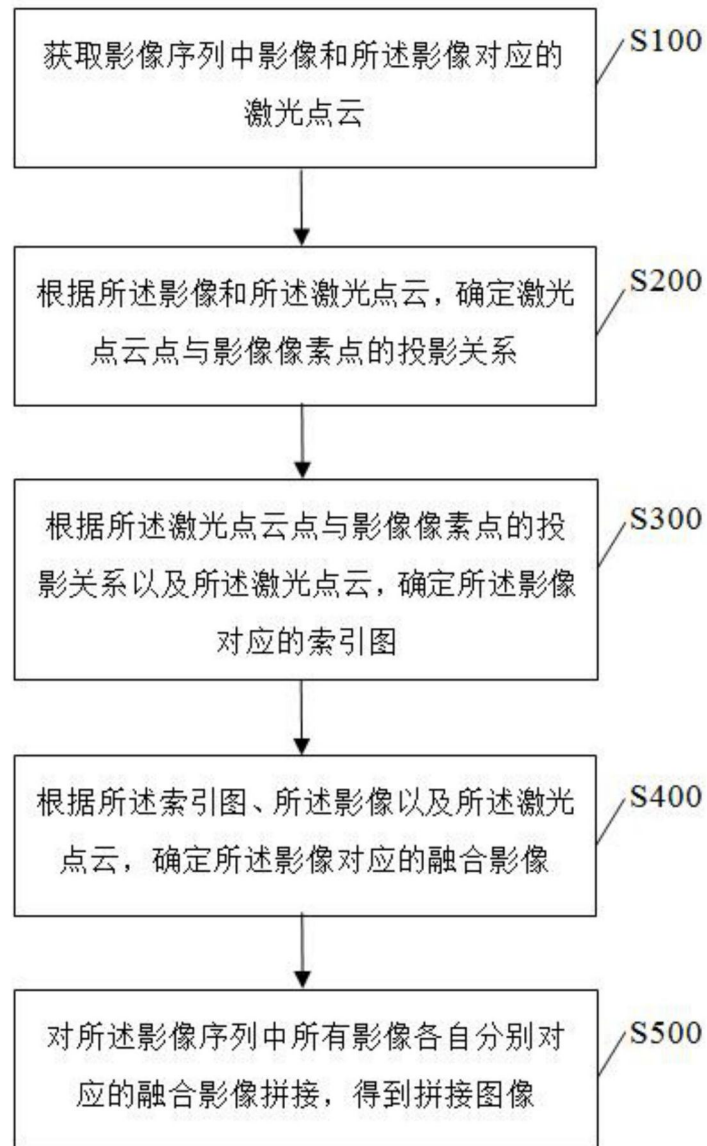 获取影像序列中影像和所述影像对应的
激光点云
S100
根据所述影像和所述激光点云，确定激光
点云点与影像像素点的投影关系
S200
根据所述激光点云点与影像像素点的投
影关系以及所述激光点云，确定所述影像
对应的索引图
S300
根据所述索引图、所述影像以及所述激光
点云，确定所述影像对应的融合影像
S400
对所述影像序列中所有影像各自分别对
应的融合影像拼接，得到拼接图像
S500